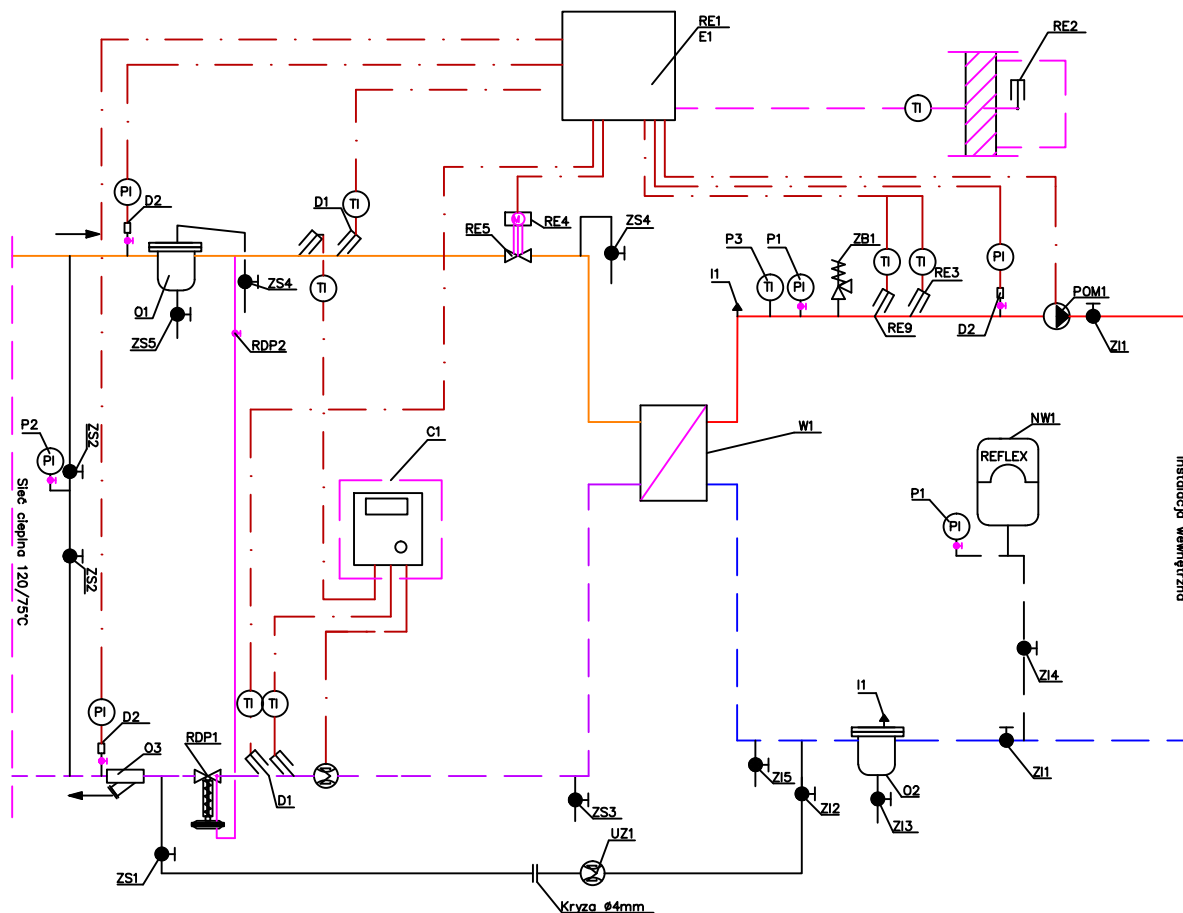 RE1
E1
RE2
TI
PI
D2
D1
TI
M
RE4
RE5
ZS4
O1
ZS4
TI
ZS5
RDP2
I1
P3
TI
P1
PI
ZB1
TI
TI
RE3
RE9
PI
D2
POM1
ZI1
P2
PI
ZS2
ZS2
C1
W1
NW1
REFLEX
P1
PI
Sieć cieplna 120/75°C
Instalacja wewnętrzna
ZI4
PI
D2
O3
RDP1
TI
TI
D1
ZS3
I1
ZI5
ZI2
O2
ZI3
ZI1
ZS1
UZ1
Kryza ø4mm